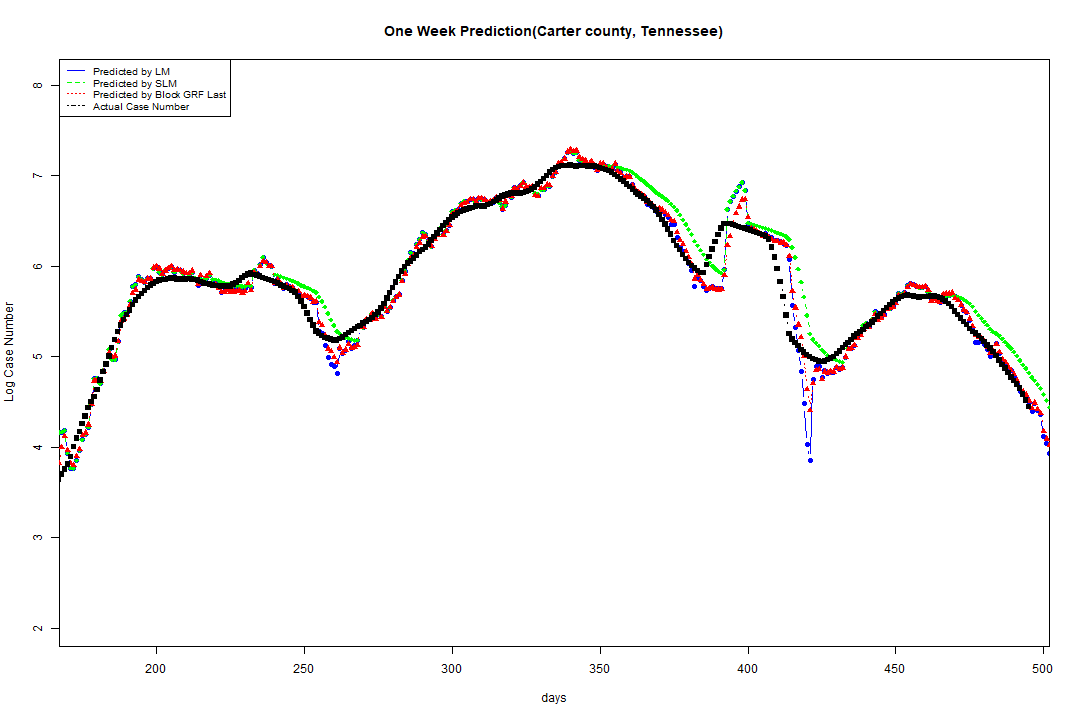 One Week Prediction(Carter county, Tennessee)
Predicted by LM
Predicted by SLM
Predicted by Block GRF Last
Actual Case Number
8
7
6
5
4
3
2
Log Case Number
200 250 300 350 400 450 500
days